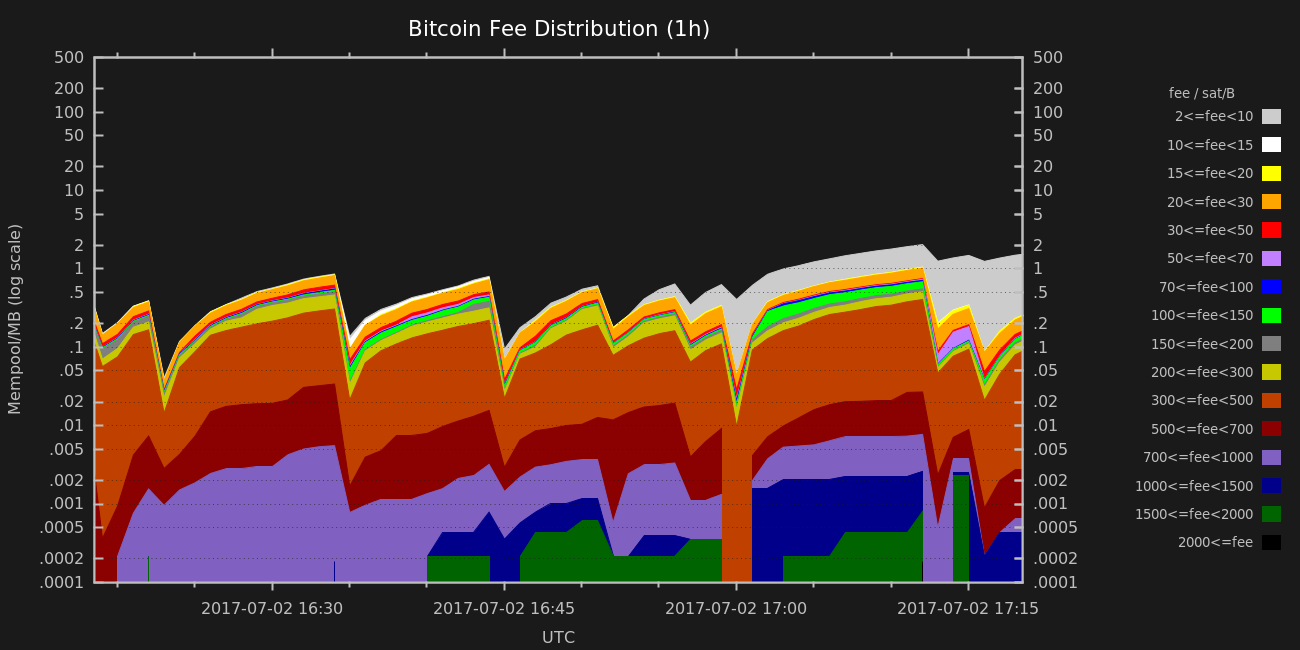 Bitcoin Fee Distribution (1h)
500 500
200 200
100 100
50 50
20 20
10 10
5 5
2 2
1 1
.5 .5
.2 .2
.1 .1
.05 .05
.02 .02
.01 .01
.005 .005
.002 .002
.001 .001
.0005 .0005
.0002 .0002
.0001 .0001
Mempool/MB (log scale)
2017-07-02 16:30 2017-07-02 16:45 2017-07-02 17:00 2017-07-02 17:15
UTC
fee / sat/B
2<=fee<10
10<=fee<15
15<=fee<20
20<=fee<30
30<=fee<50
50<=fee<70
70<=fee<100
100<=fee<150
150<=fee<200
200<=fee<300
300<=fee<500
500<=fee<700
700<=fee<1000
1000<=fee<1500
1500<=fee<2000
2000<=fee